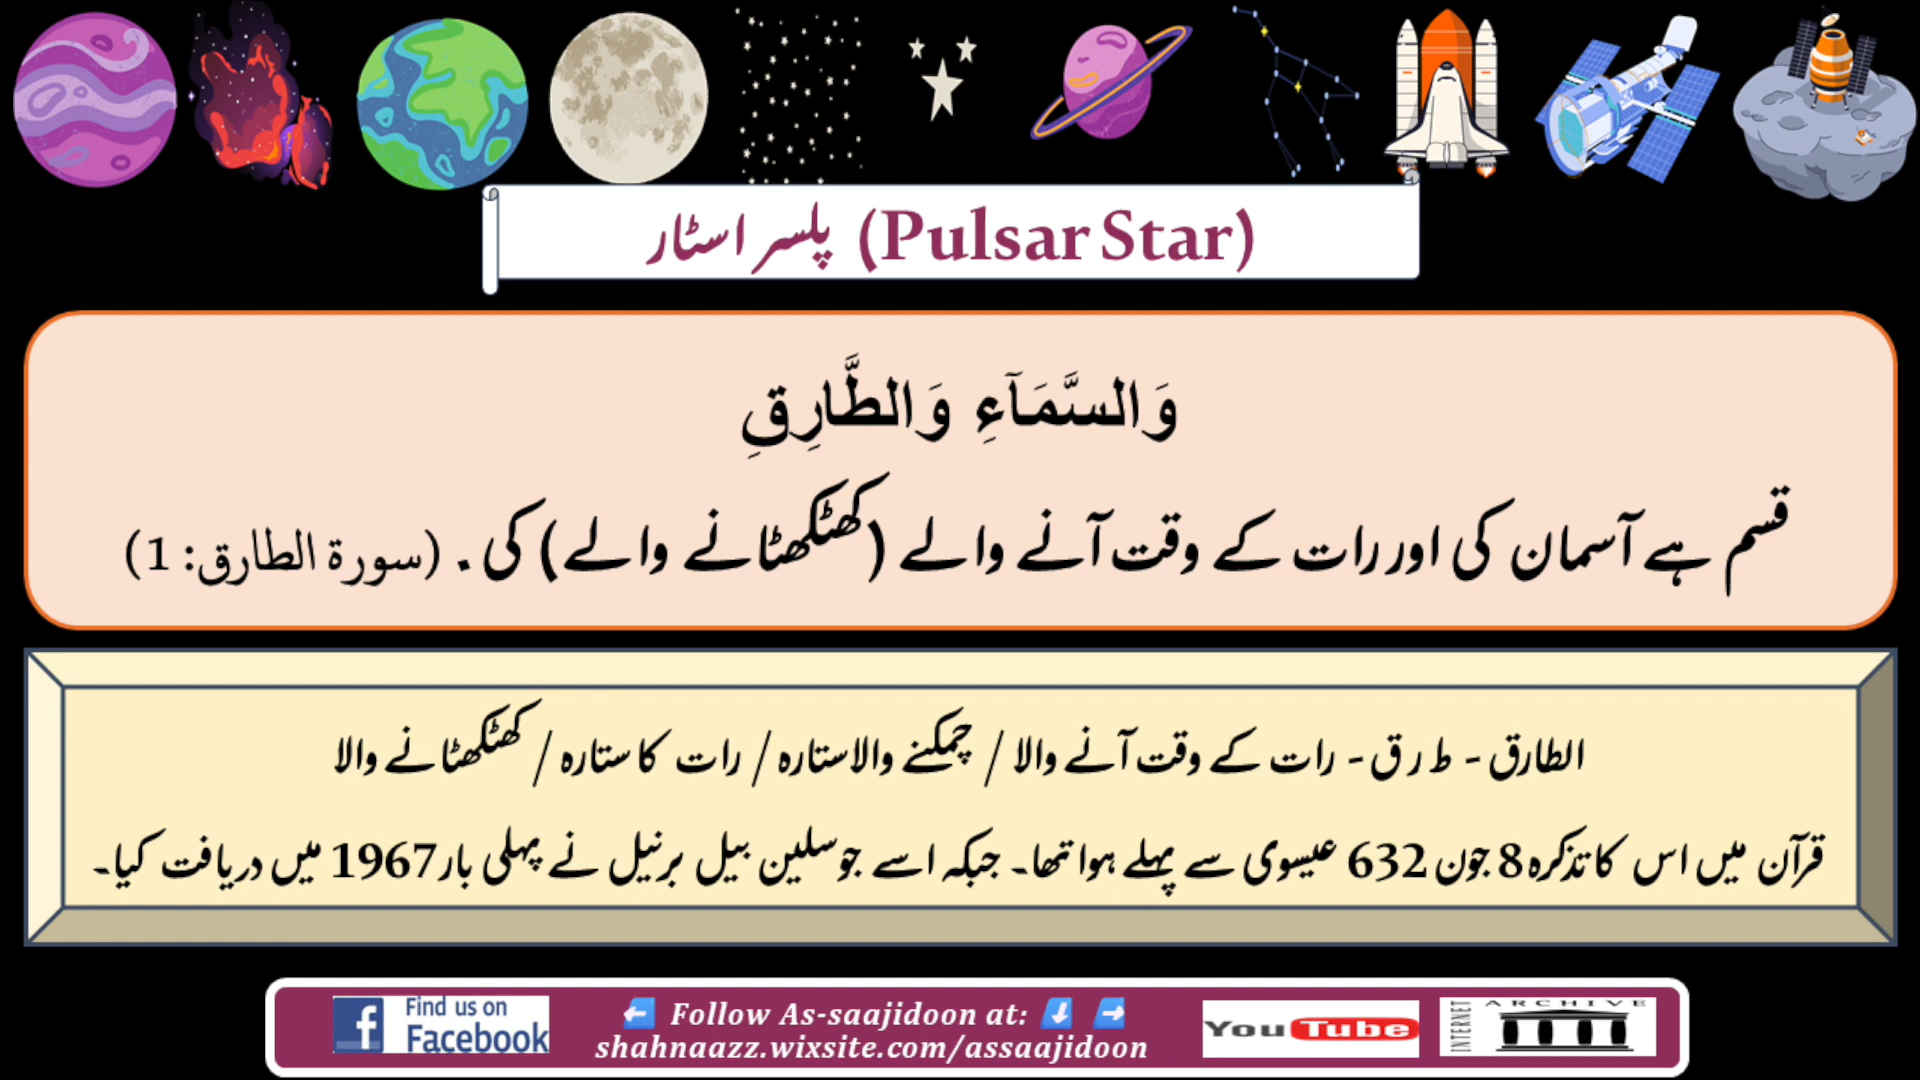 پلسر اسٹار (Pulsar Star)
وَالسَّمَآءِ وَالطَّارِقِ
قسم ہے آسمان کی اور رات کے وقت آنے والے (کھٹکھٹانے والے) کی . (سورۃ الطارق: 1)
الطارق - ط ر ق - رات کے وقت آنے والا / چمکنے والا ستارہ / رات کا ستارہ / کھٹکھٹانے والا
قرآن میں اس کا تذکرہ 8 جون 632 عیسوی سے پہلے ہوا تھا۔ جبکہ اسے جوسلین بیل برنیل نے پہلی بار 1967 میں دریافت کیا۔
Find us on
Facebook
⬅ Follow As-saajidoon at: ⬇ ➡
shahnaazz.wixsite.com/assaajidoon
YouTube
INTERNET
ARCHIVE